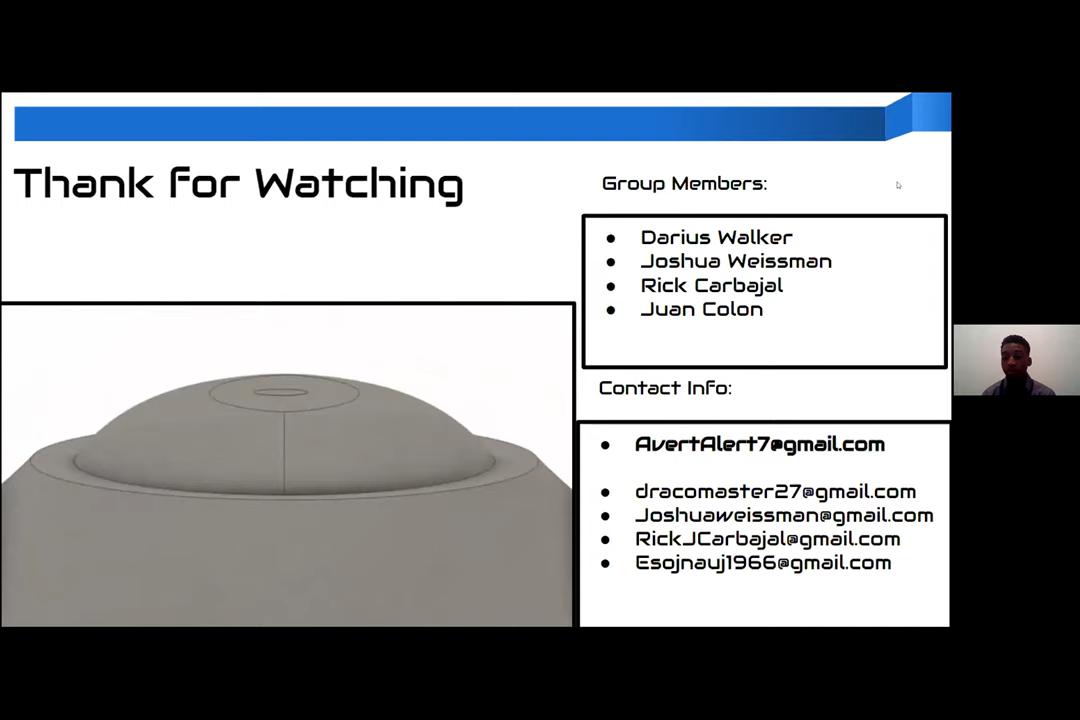 Thank for Watching
Group Members:
● Darius Walker
● Joshua Weissman
● Rick Carbajal
● Juan Colon
Contact Info:
● AvertAlert7@gmail.com
● dracomaster27@gmail.com
● Joshuaweissman@gmail.com
● RickJCarbajal@gmail.com
● Esojnauj1966@gmail.com